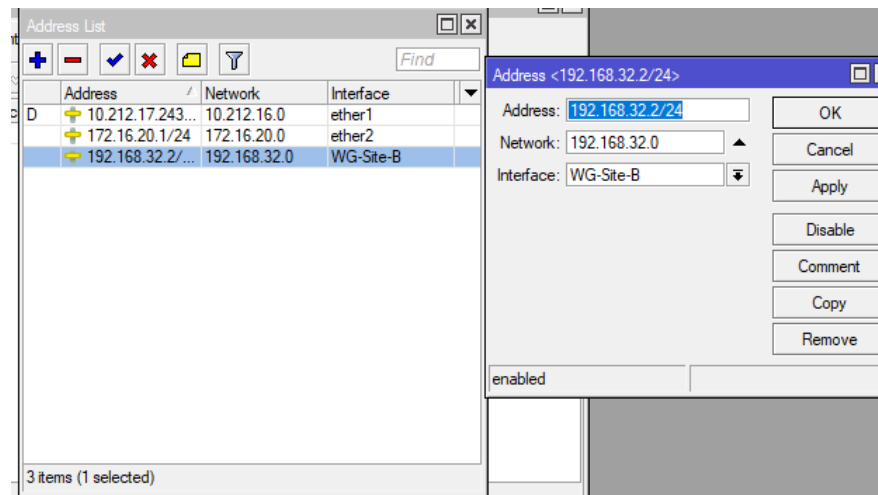 Address List
Find
Address Network Interface
D 10.212.17.243... 10.212.16.0 ether1
172.16.20.1/24 172.16.20.0 ether2
192.168.32.2/... 192.168.32.0 WG-Site-B
3 items (1 selected)
Address <192.168.32.2/24>
Address: 192.168.32.2/24
Network: 192.168.32.0
Interface: WG-Site-B
OK
Cancel
Apply
Disable
Comment
Copy
Remove
enabled